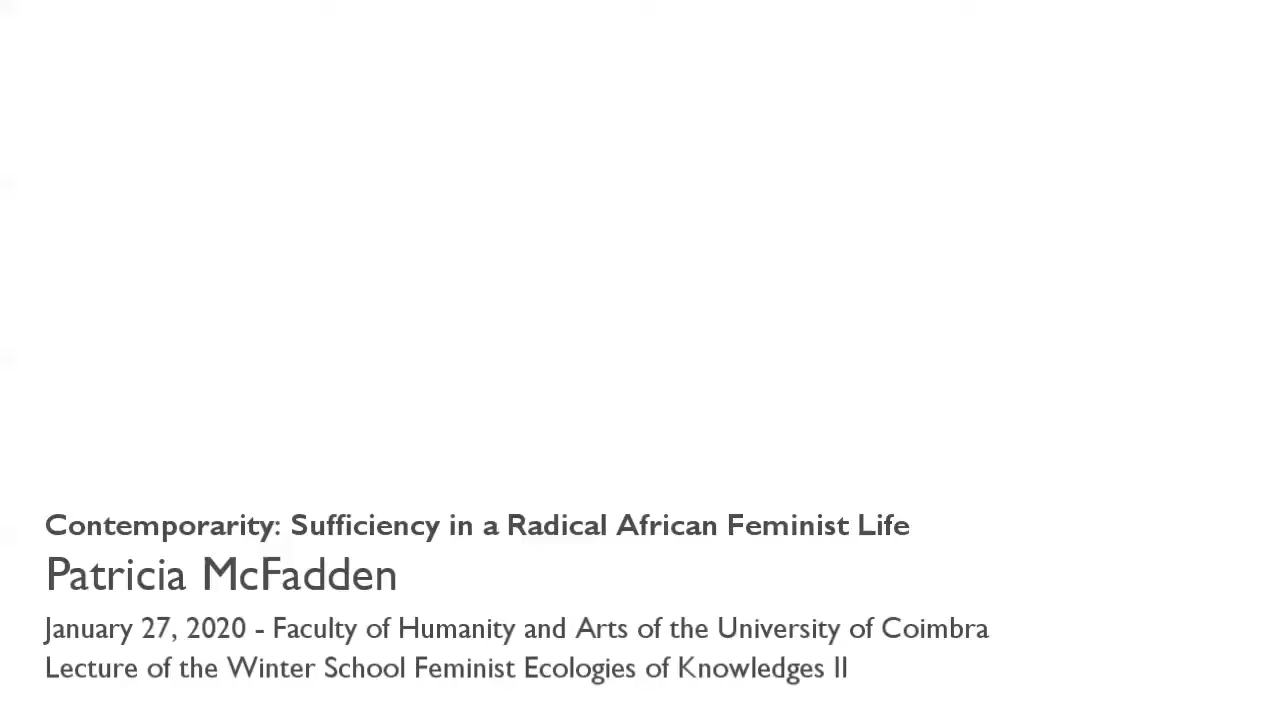 Contemporarity: Sufficiency in a Radical African Feminist Life
Patricia McFadden
January 27, 2020 - Faculty of Humanity and Arts of the University of Coimbra
Lecture of the Winter School Feminist Ecologies of Knowledges II